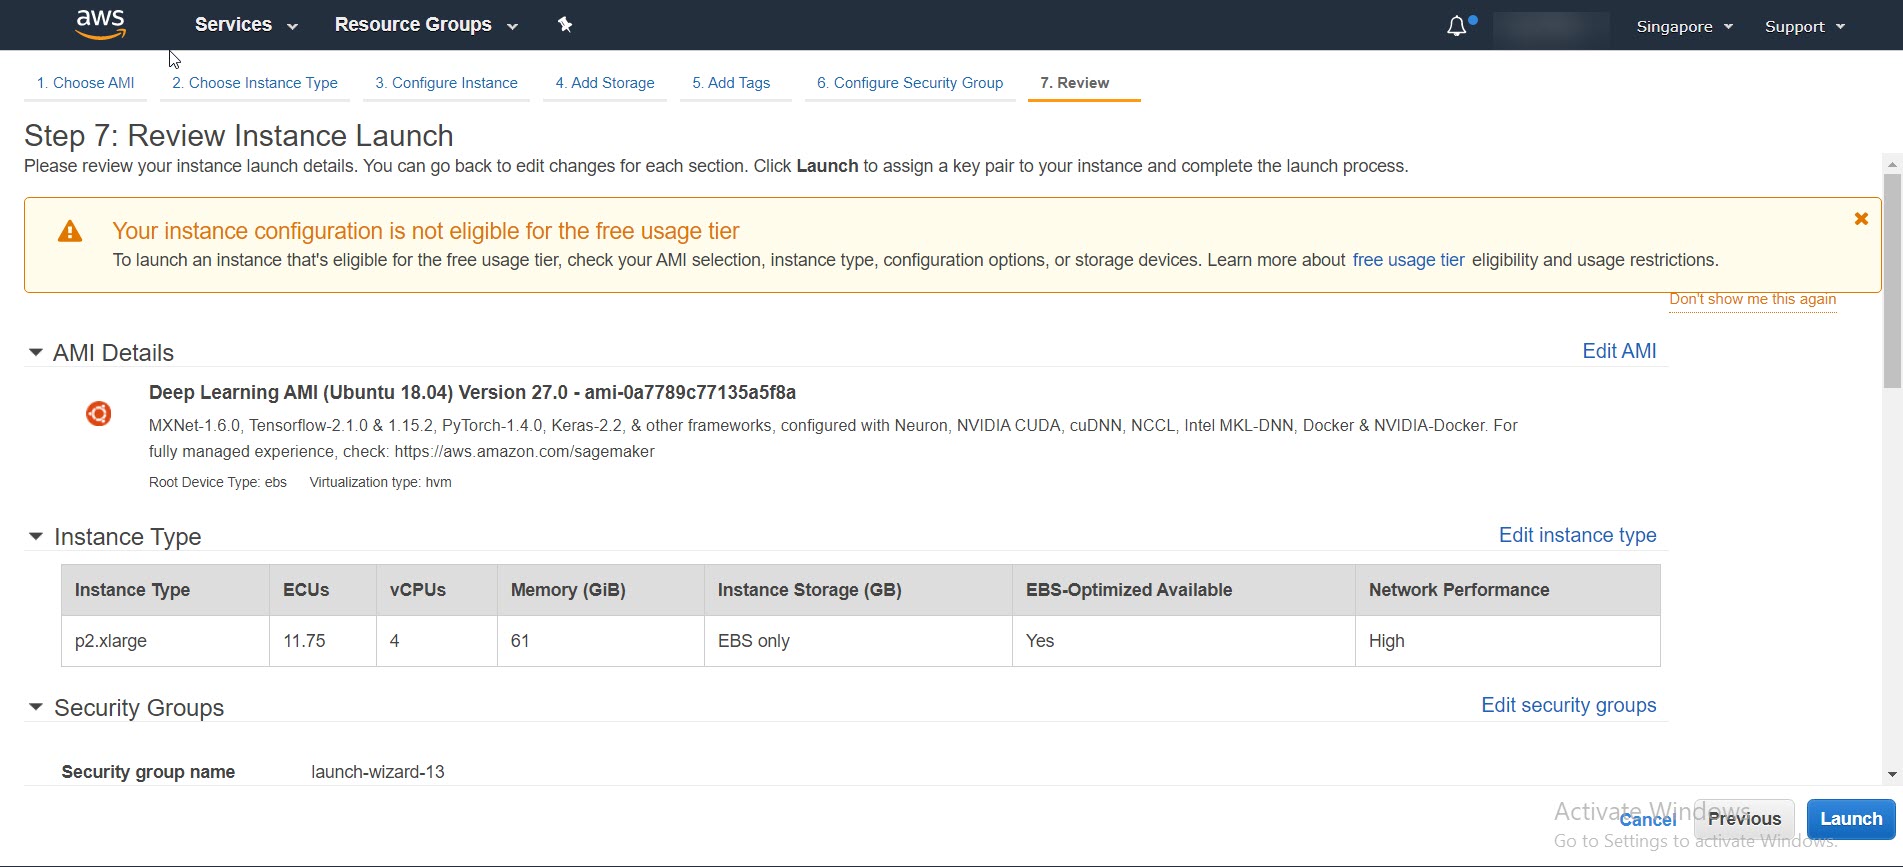 aws Services Resource Groups Singapore Support
1. Choose AMI 2. Choose Instance Type 3. Configure Instance 4. Add Storage 5. Add Tags 6. Configure Security Group 7. Review
Step 7: Review Instance Launch
Please review your instance launch details. You can go back to edit changes for each section. Click Launch to assign a key pair to your instance and complete the launch process.
Your instance configuration is not eligible for the free usage tier
To launch an instance that's eligible for the free usage tier, check your AMI selection, instance type, configuration options, or storage devices. Learn more about free usage tier eligibility and usage restrictions.
Don't show me this again
AMI Details Edit AMI
Deep Learning AMI (Ubuntu 18.04) Version 27.0 - ami-0a7789c77135a5f8a
MXNet-1.6.0, Tensorflow-2.1.0 & 1.15.2, PyTorch-1.4.0, Keras-2.2, & other frameworks, configured with Neuron, NVIDIA CUDA, cuDNN, NCCL, Intel MKL-DNN, Docker & NVIDIA-Docker. For
fully managed experience, check: https://aws.amazon.com/sagemaker
Root Device Type: ebs Virtualization type: hvm
Instance Type Edit instance type
Instance Type ECUs vCPUs Memory (GiB) Instance Storage (GB) EBS-Optimized Available Network Performance
p2.xlarge 11.75 4 61 EBS only Yes High
Security Groups Edit security groups
Security group name launch-wizard-13
Activate Windows
Cancel Previous Launch
Go to Settings to activate Windows.